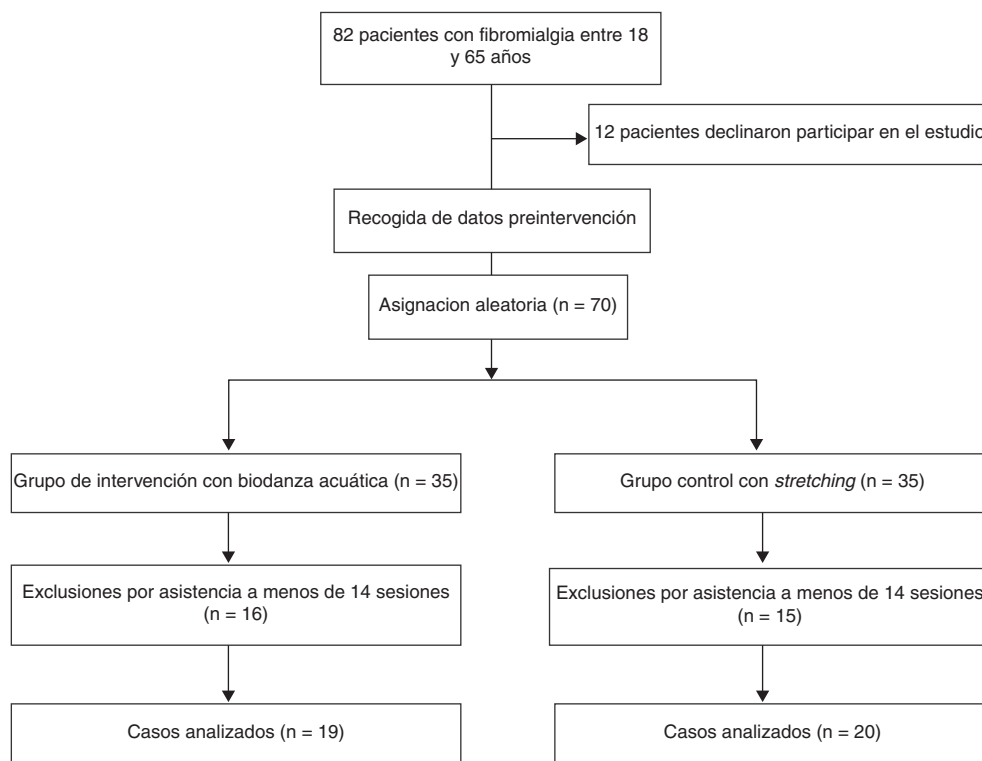 82 pacientes con fibromialgia entre 18
y 65 años
12 pacientes declinaron participar en el estudio
Recogida de datos preintervención
Asignacion aleatoria (n = 70)
Grupo de intervención con biodanza acuática (n = 35)
Grupo control con stretching (n = 35)
Exclusiones por asistencia a menos de 14 sesiones
(n = 16)
Exclusiones por asistencia a menos de 14 sesiones
(n = 15)
Casos analizados (n = 19)
Casos analizados (n = 20)